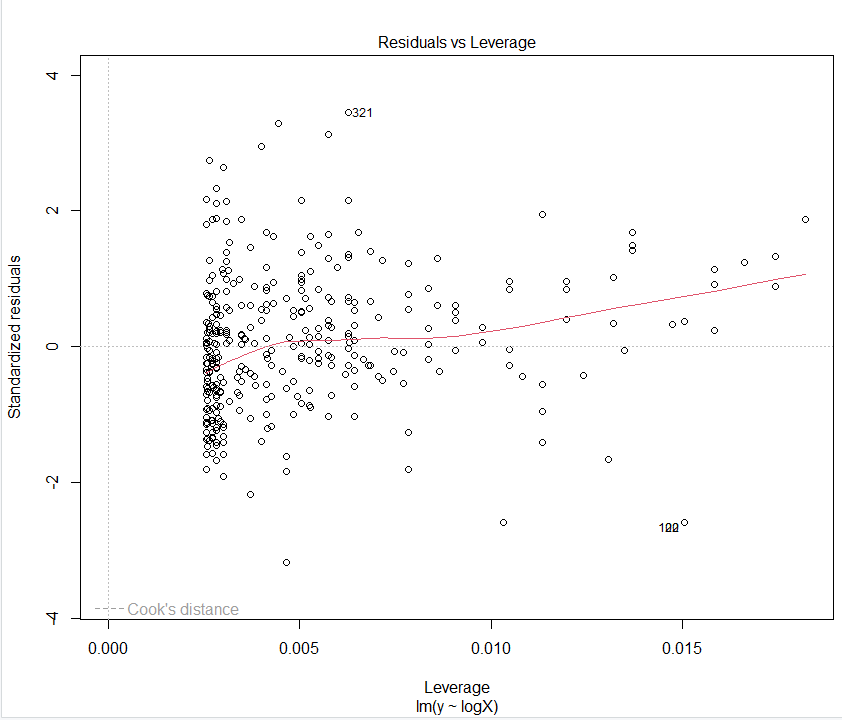 Residuals vs Leverage
4
2
0
-2
-4
Standardized residuals
321
Cook's distance
0.000 0.005 0.010 0.015
Leverage
lm(y ~ logX)